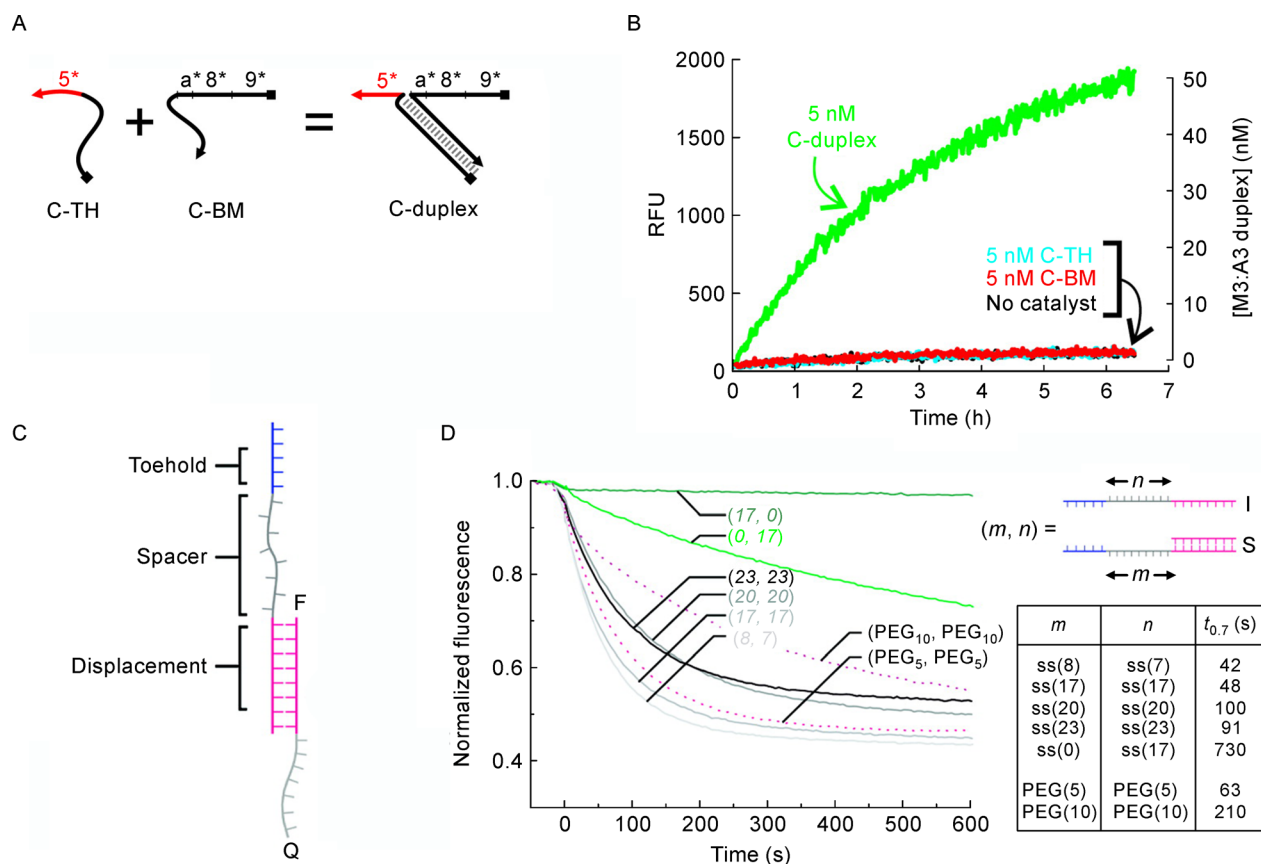 A
5*
a* 8* 9*
+
=
5*
a* 8* 9*
C-TH
C-BM
C-duplex
B
2000
1500
1000
500
0
RFU
0 1 2 3 4 5 6 7
Time (h)
50
40
30
20
10
0
[M3:A3 duplex] (nM)
5 nM
C-duplex
5 nM C-TH
5 nM C-BM
No catalyst
C
Toehold
Spacer
F
Displacement
Q
D
1.0
0.8
0.6
0.4
Normalized fluorescence
0 100 200 300 400 500 600
Time (s)
(17, 0)
(0, 17)
(23, 23)
(20, 20)
(17, 17)
(8, 7)
(PEG10, PEG10)
(PEG5, PEG5)
n
I
(m, n) =
S
m
m n t0.7 (s)
ss(8) ss(7) 42
ss(17) ss(17) 48
ss(20) ss(20) 100
ss(23) ss(23) 91
ss(0) ss(17) 730
PEG(5) PEG(5) 63
PEG(10) PEG(10) 210